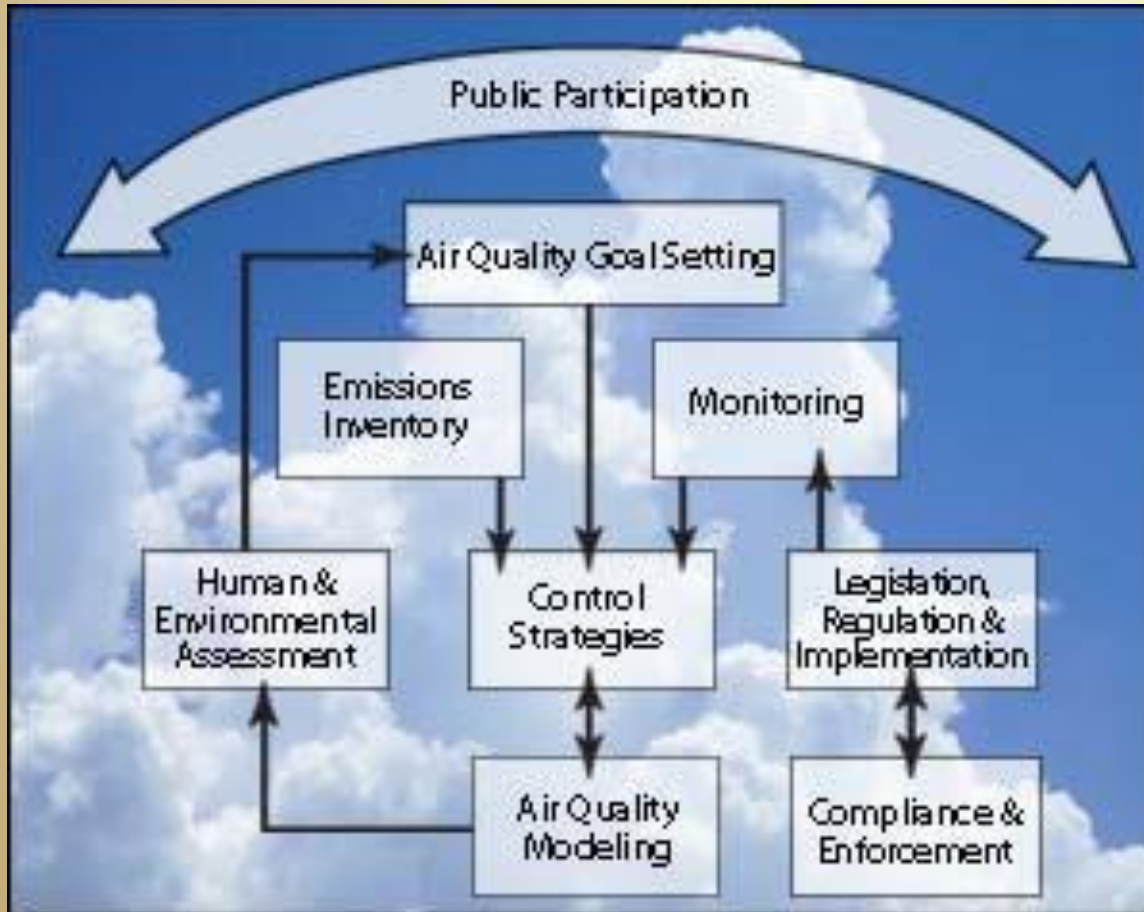 Public Participation
Air Quality Goal Setting
Emissions
Inventory
Monitoring
Human &
Environmental
Assessment
Control
Strategies
Legislation,
Regulation &
Implementation
Air Quality
Modeling
Compliance &
Enforcement